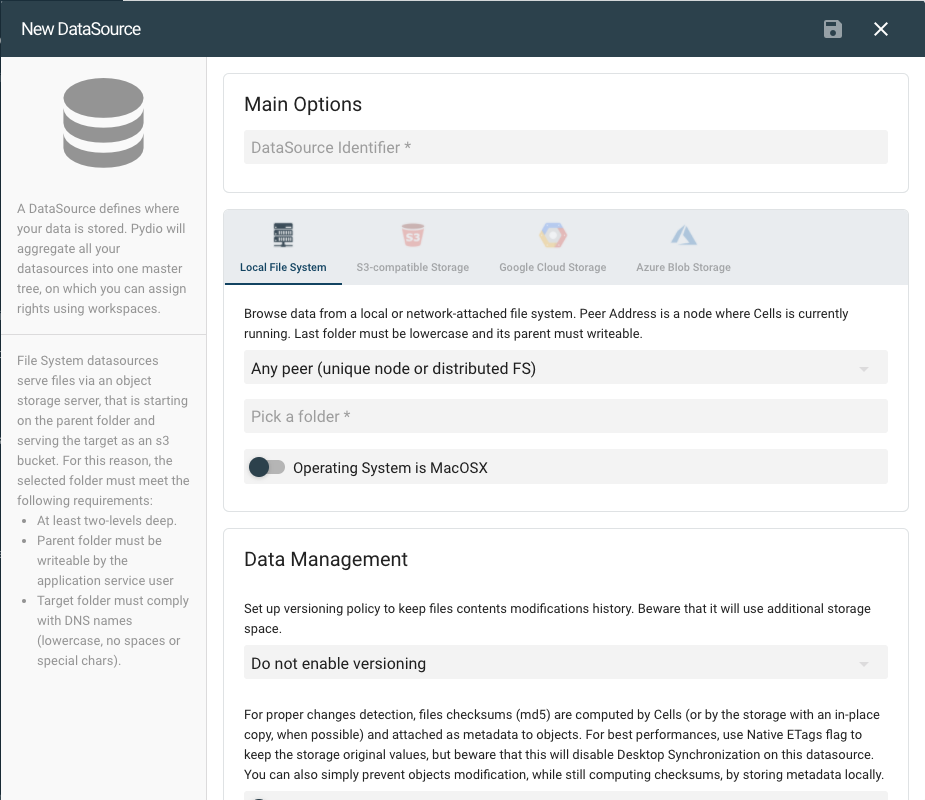 New DataSource
A DataSource defines where
your data is stored. Pydio will
aggregate all your
datasources into one master
tree, on which you can assign
rights using workspaces.
File System datasources
serve files via an object
storage server, that is starting
on the parent folder and
serving the target as an s3
bucket. For this reason, the
selected folder must meet the
following requirements:
• At least two-levels deep.
• Parent folder must be
writeable by the
application service user
• Target folder must comply
with DNS names
(lowercase, no spaces or
special chars).
Main Options
DataSource Identifier *
S3
Local File System
S3-compatible Storage
Google Cloud Storage
Azure Blob Storage
Browse data from a local or network-attached file system. Peer Address is a node where Cells is currently
running. Last folder must be lowercase and its parent must writeable.
Any peer (unique node or distributed FS)
Pick a folder *
Operating System is MacOSX
Data Management
Set up versioning policy to keep files contents modifications history. Beware that it will use additional storage
space.
Do not enable versioning
For proper changes detection, files checksums (md5) are computed by Cells (or by the storage with an in-place
copy, when possible) and attached as metadata to objects. For best performances, use Native ETags flag to
keep the storage original values, but beware that this will disable Desktop Synchronization on this datasource.
You can also simply prevent objects modification, while still computing checksums, by storing metadata locally.